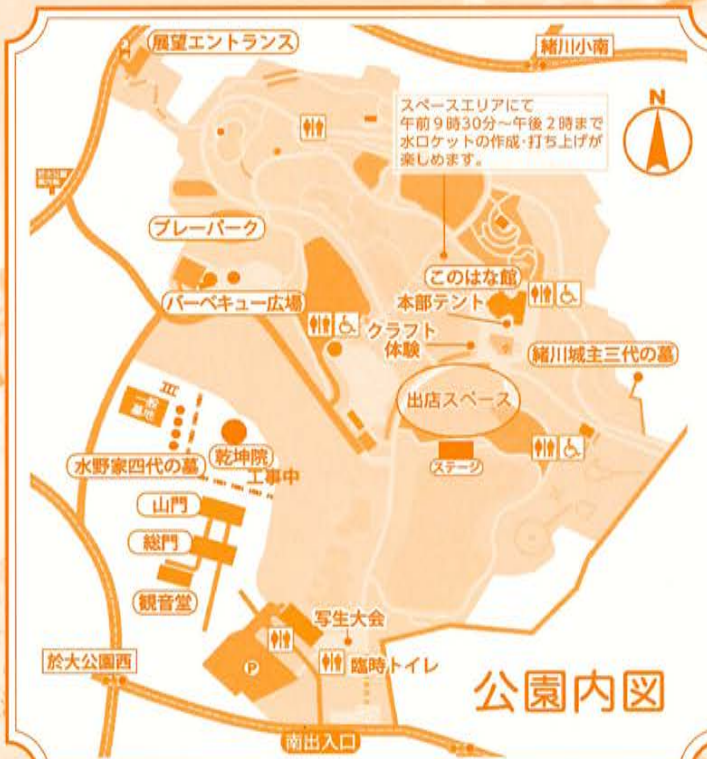 展望エントランス
緒川小南
スペースエリアにて
午前9時30分～午後2時まで
水ロケットの作成・打ち上げが
楽しめます。
N
プレーパーク
このはな館
バーベキュー広場
本部テント
クラフト
体験
緒川城主三代の墓
出店スペース
一般
墓地
水野家四代の墓
乾坤院
工事中
ステージ
山門
総門
観音堂
写生大会
於大公園西
P
臨時トイレ
公園内図
南出入口